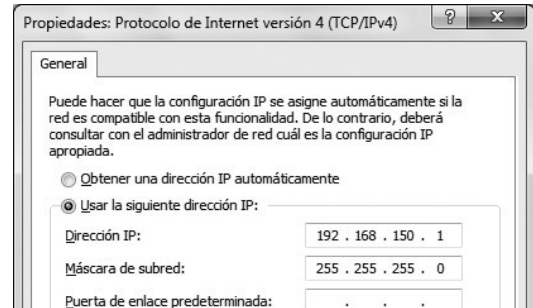 Propiedades: Protocolo de Internet versión 4 (TCP/IPv4)
General
Puede hacer que la configuración IP se asigne automáticamente si la
red es compatible con esta funcionalidad. De lo contrario, deberá
consultar con el administrador de red cuál es la configuración IP
apropiada.
Obtener una dirección IP automáticamente
Usar la siguiente dirección IP:
Dirección IP: 192 . 168 . 150 . 1
Máscara de subred: 255 . 255 . 255 . 0
Puerta de enlace predeterminada: . . .